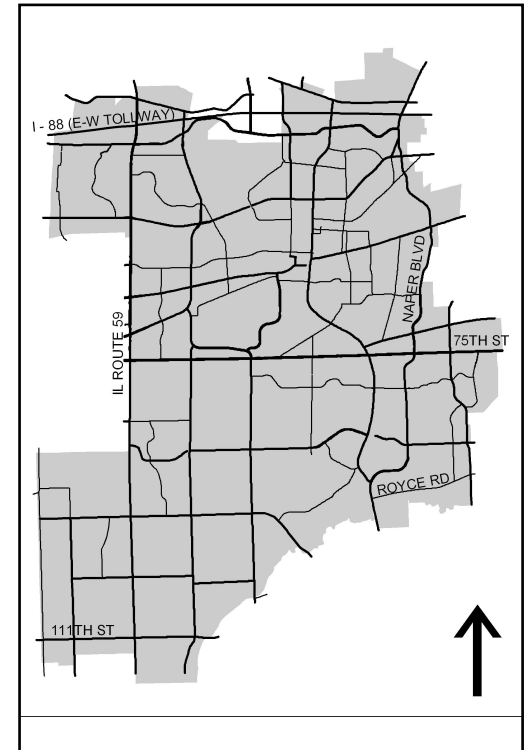 I - 88 (E-W TOLLWAY)
NAPER BLVD
IL ROUTE 59
75TH ST
ROYCE RD
111TH ST